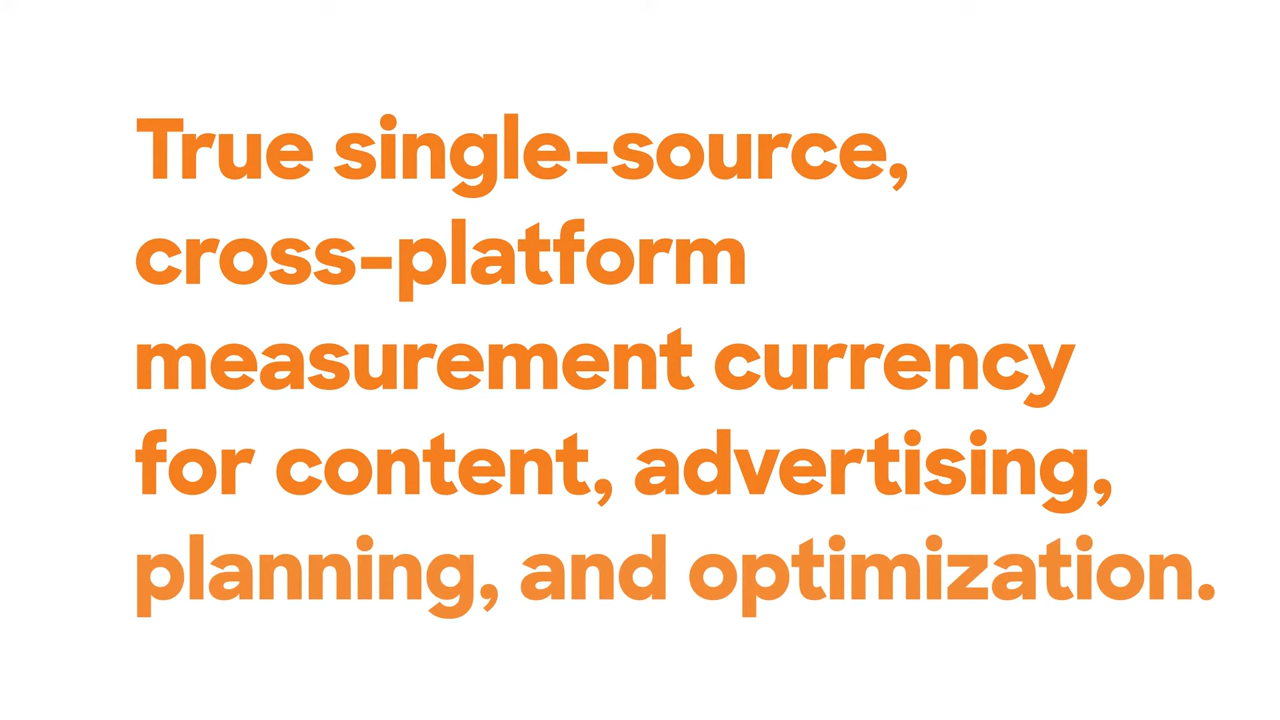 True single-source,
cross-platform
measurement currency
for content, advertising,
planning, and optimization.